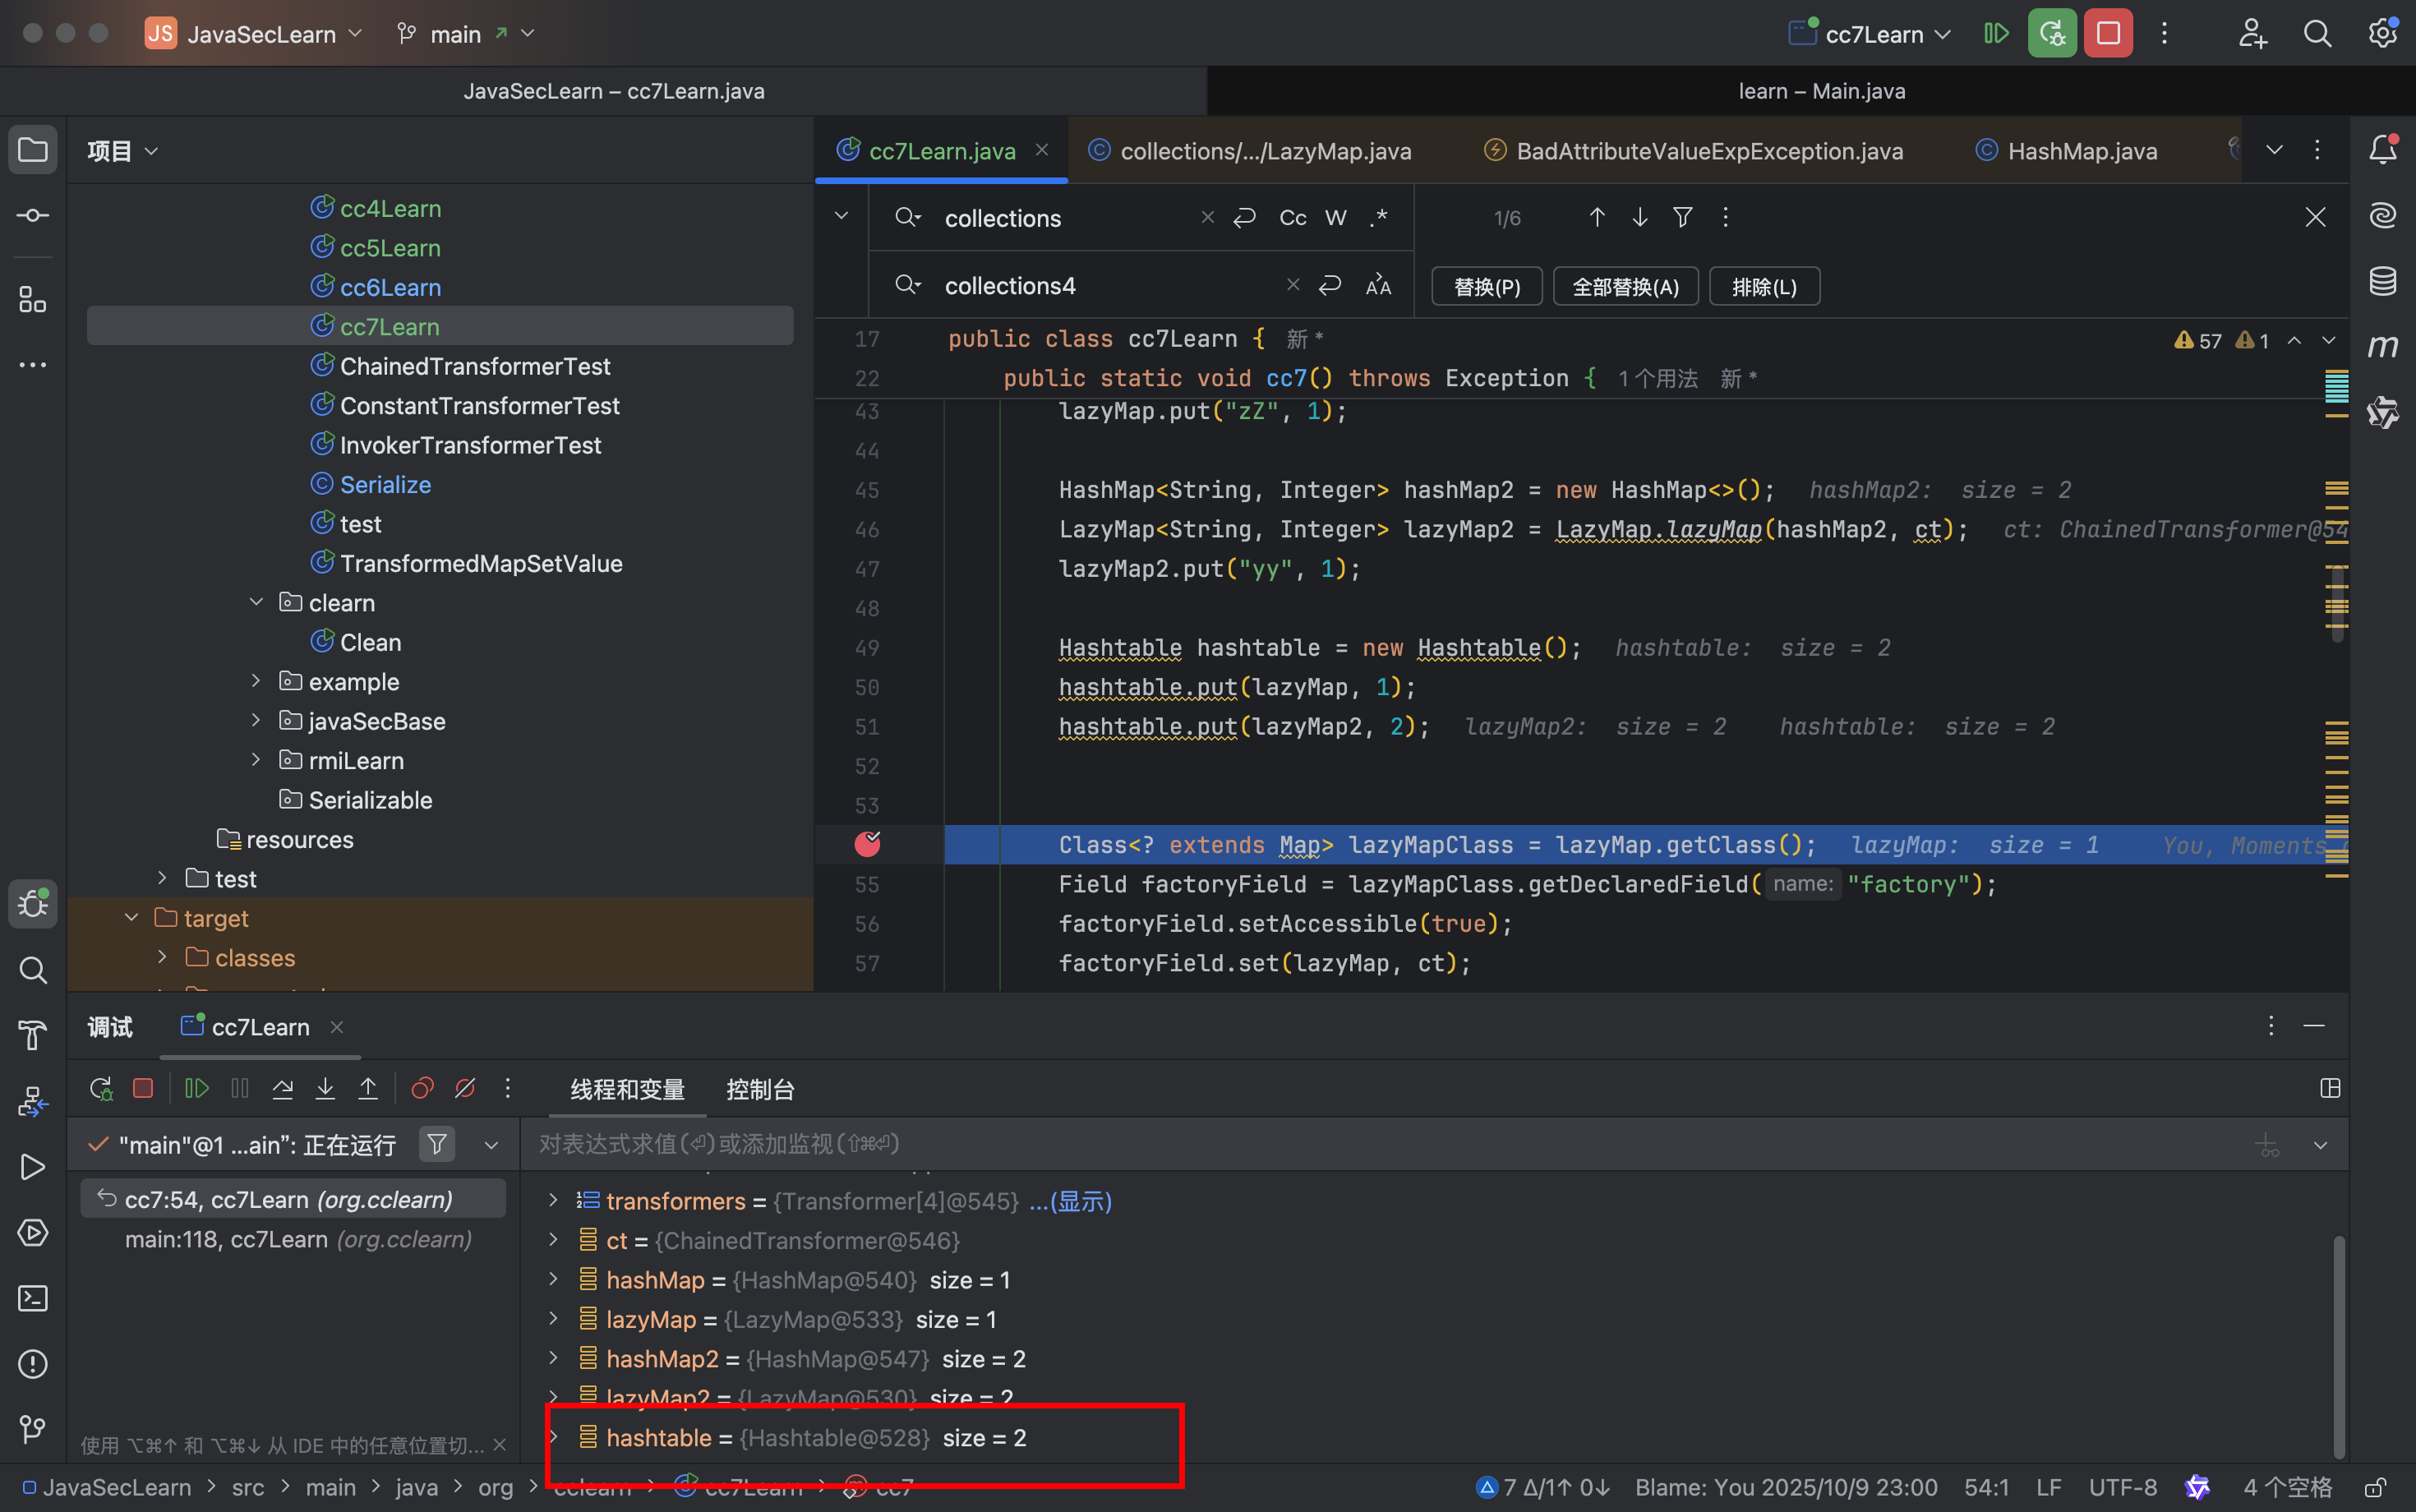 JS JavaSecLearn main cc7Learn
JavaSecLearn – cc7Learn.java learn – Main.java
项目
cc7Learn.java collections/.../LazyMap.java BadAttributeValueExpException.java HashMap.java
collections Cc W .* 1/6
collections4 替换(P) 全部替换(A) 排除(L)
cc4Learn
cc5Learn
cc6Learn
cc7Learn
ChainedTransformerTest
ConstantTransformerTest
InvokerTransformerTest
Serialize
test
TransformedMapSetValue
clearn
Clean
example
javaSecBase
rmiLearn
Serializable
resources
test
target
classes
17 public class cc7Learn { 新 * 57 1
22 public static void cc7() throws Exception { 1 个用法 新 *
43 lazyMap.put("zZ", 1);
44
45 HashMap<String, Integer> hashMap2 = new HashMap<>(); hashMap2: size = 2
46 LazyMap<String, Integer> lazyMap2 = LazyMap.lazyMap(hashMap2, ct); ct: ChainedTransformer@54
47 lazyMap2.put("yy", 1);
48
49 Hashtable hashtable = new Hashtable(); hashtable: size = 2
50 hashtable.put(lazyMap, 1);
51 hashtable.put(lazyMap2, 2); lazyMap2: size = 2 hashtable: size = 2
52
53
Class<? extends Map> lazyMapClass = lazyMap.getClass(); lazyMap: size = 1 You, Moments
55 Field factoryField = lazyMapClass.getDeclaredField( name: "factory");
56 factoryField.setAccessible(true);
57 factoryField.set(lazyMap, ct);
调试 cc7Learn
线程和变量 控制台
"main"@1 ...ain": 正在运行
对表达式求值(⏎)或添加监视(⇧⌘⏎)
cc7:54, cc7Learn (org.cclearn)
main:118, cc7Learn (org.cclearn)
transformers = {Transformer[4]@545} ...(显示)
ct = {ChainedTransformer@546}
hashMap = {HashMap@540} size = 1
lazyMap = {LazyMap@533} size = 1
hashMap2 = {HashMap@547} size = 2
lazyMap2 = {LazyMap@530} size = 2
hashtable = {Hashtable@528} size = 2
使用 ⌥⌘↑ 和 ⌥⌘↓ 从 IDE 中的任意位置切...
JavaSecLearn > src > main > java > org > cclearn > cc7Learn > cc7 7 Δ/1↑ 0↓ Blame: You 2025/10/9 23:00 54:1 LF UTF-8 4 个空格